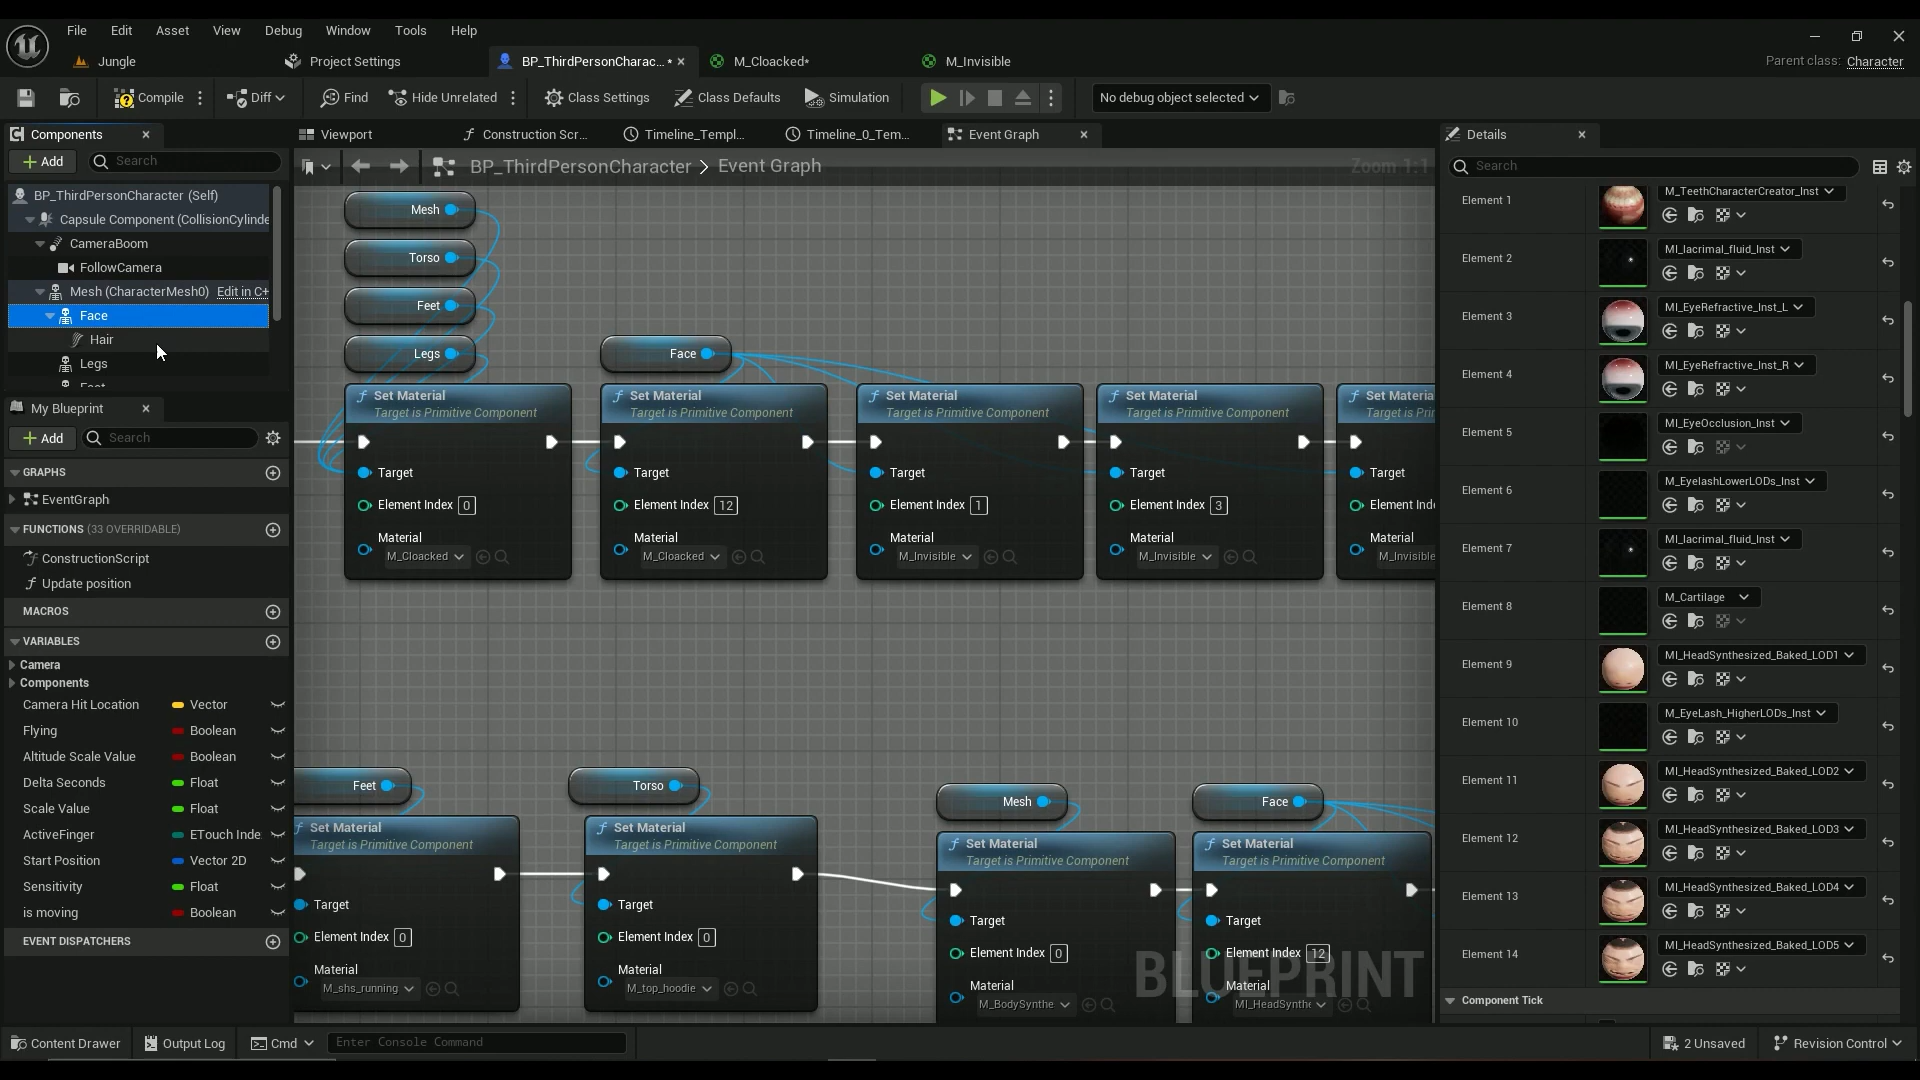 File Edit Asset View Window Debug Tools Help
Jungle
Project Settings
BP_ThirdPersonCharac... •
M_Cloacked•
M_Invisible
Parent class: Character
Compile
Diff
Find
Hide Unrelated
Class Settings
Class Defaults
Simulation
No debug object selected
Components
Add
Search
BP_ThirdPersonCharacter (Self)
Capsule Component (CollisionCylinde
CameraBoom
FollowCamera
Mesh (CharacterMesh0) Edit in C+
Face
Hair
Legs
My Blueprint
Add
Search
GRAPHS
EventGraph
FUNCTIONS (33 OVERRIDABLE)
ConstructionScript
Update position
MACROS
VARIABLES
Camera
Components
Camera Hit Location Vector
Flying Boolean
Altitude Scale Value Boolean
Delta Seconds Float
Scale Value Float
ActiveFinger ETouch Inde
Start Position Vector 2D
Sensitivity Float
is moving Boolean
EVENT DISPATCHERS
Viewport
Construction Scr...
Timeline_Templ...
Timeline_0_Tem...
Event Graph
BP_ThirdPersonCharacter > Event Graph
Zoom 1:1
Mesh
Torso
Feet
Legs
Face
Set Material
Target is Primitive Component
Target
Element Index 0
Material
M_Cloacked
Set Material
Target is Primitive Component
Target
Element Index 12
Material
M_Cloacked
Set Material
Target is Primitive Component
Target
Element Index 1
Material
M_Invisible
Set Material
Target is Primitive Component
Target
Element Index 3
Material
M_Invisible
Set Materia
Target is Prir
Target
Element Inde
Material
M_Invisible
Feet
Torso
Mesh
Face
Set Material
Target is Primitive Component
Target
Element Index 0
Material
M_shs_running
Set Material
Target is Primitive Component
Target
Element Index 0
Material
M_top_hoodie
Set Material
Target is Primitive Component
Target
Element Index 0
Material
M_BodySynthe
Set Material
Target is Primitive Component
Target
Element Index 12
Material
MI_HeadSynthe
BLUEPRINT
Details
Search
Element 1 M_TeethCharacterCreator_Inst
Element 2 MI_lacrimal_fluid_Inst
Element 3 MI_EyeRefractive_Inst_L
Element 4 MI_EyeRefractive_Inst_R
Element 5 MI_EyeOcclusion_Inst
Element 6 M_EyelashLowerLODs_Inst
Element 7 MI_lacrimal_fluid_Inst
Element 8 M_Cartilage
Element 9 MI_HeadSynthesized_Baked_LOD1
Element 10 M_EyeLash_HigherLODs_Inst
Element 11 MI_HeadSynthesized_Baked_LOD2
Element 12 MI_HeadSynthesized_Baked_LOD3
Element 13 MI_HeadSynthesized_Baked_LOD4
Element 14 MI_HeadSynthesized_Baked_LOD5
Component Tick
Content Drawer
Output Log
Cmd
Enter Console Command
2 Unsaved
Revision Control